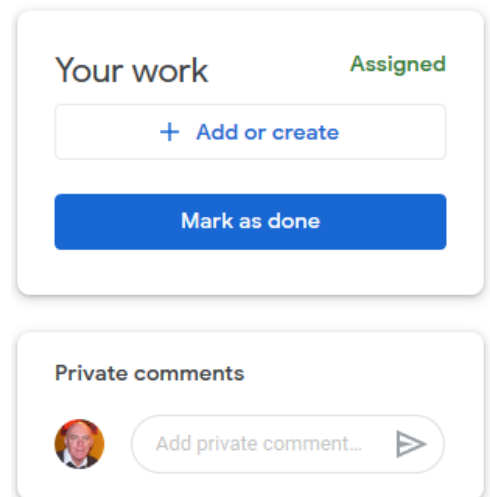 Your work
Assigned
+ Add or create
Mark as done
Private comments
Add private comment...